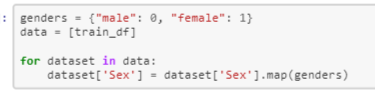 : genders = {"male": 0, "female": 1}
data = [train_df]
for dataset in data:
    dataset['Sex'] = dataset['Sex'].map(genders)